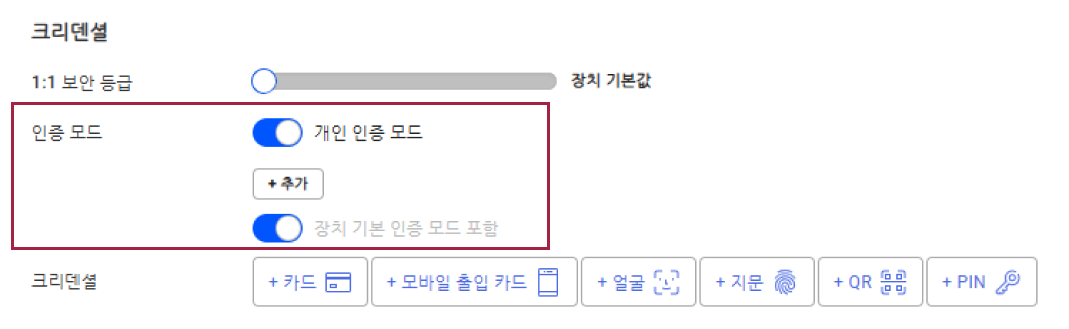 크리덴셜
1:1 보안 등급 장치 기본값
인증 모드 개인 인증 모드
+ 추가
장치 기본 인증 모드 포함
크리덴셜 + 카드 + 모바일 출입 카드 + 얼굴 + 지문 + QR + PIN